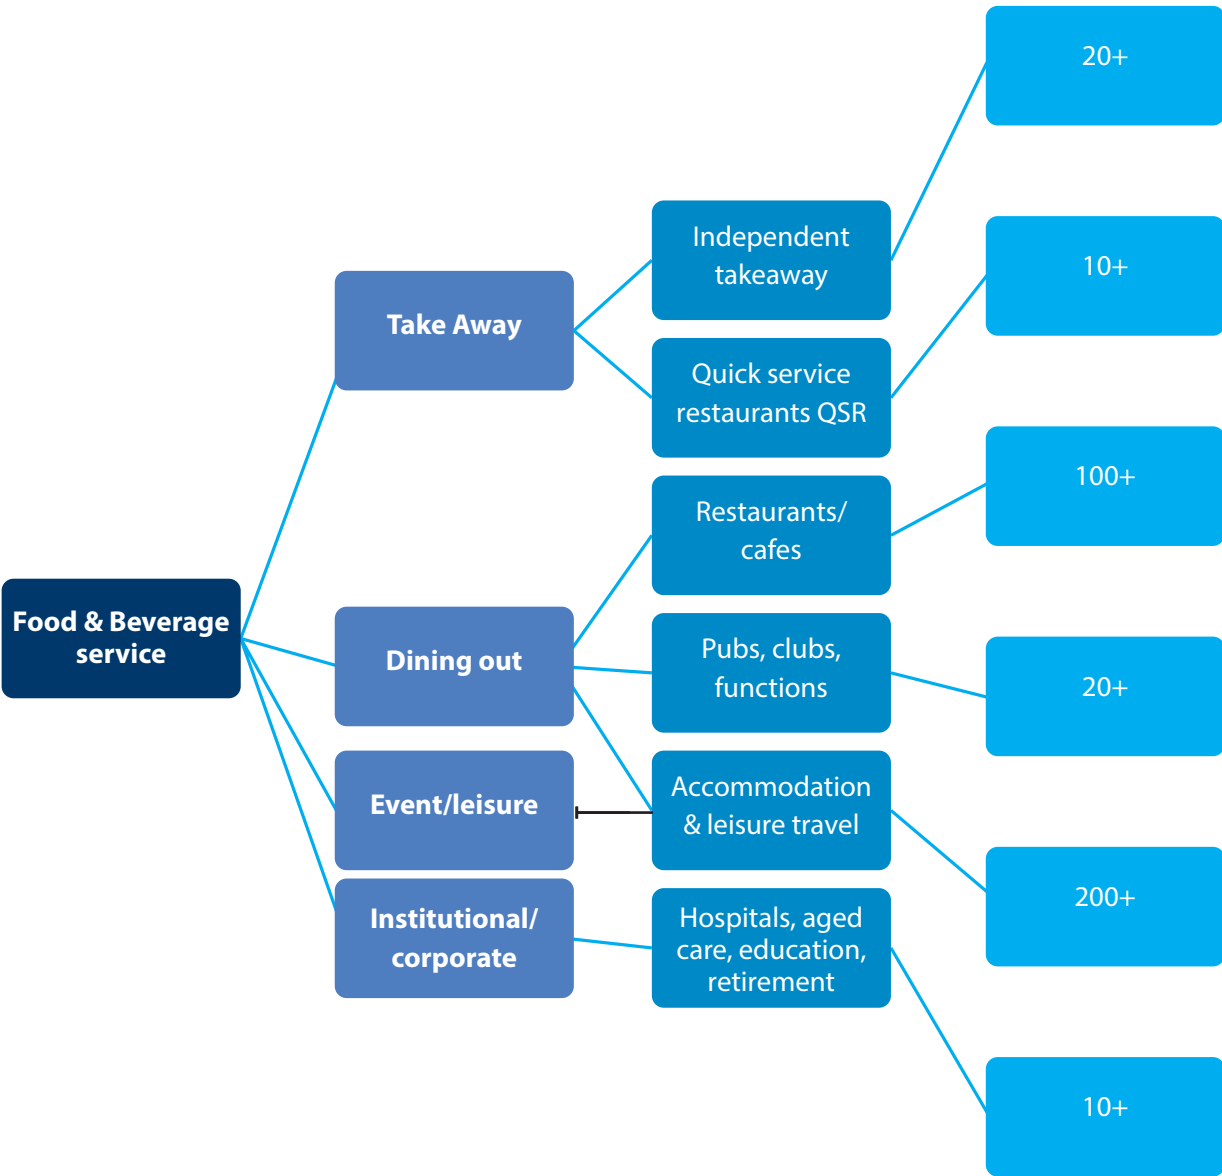 Food & Beverage
service
Take Away
Dining out
Event/leisure
Institutional/
corporate
Independent
takeaway
Quick service
restaurants QSR
Restaurants/
cafes
Pubs, clubs,
functions
Accommodation
& leisure travel
Hospitals, aged
care, education,
retirement
20+
10+
100+
20+
200+
10+